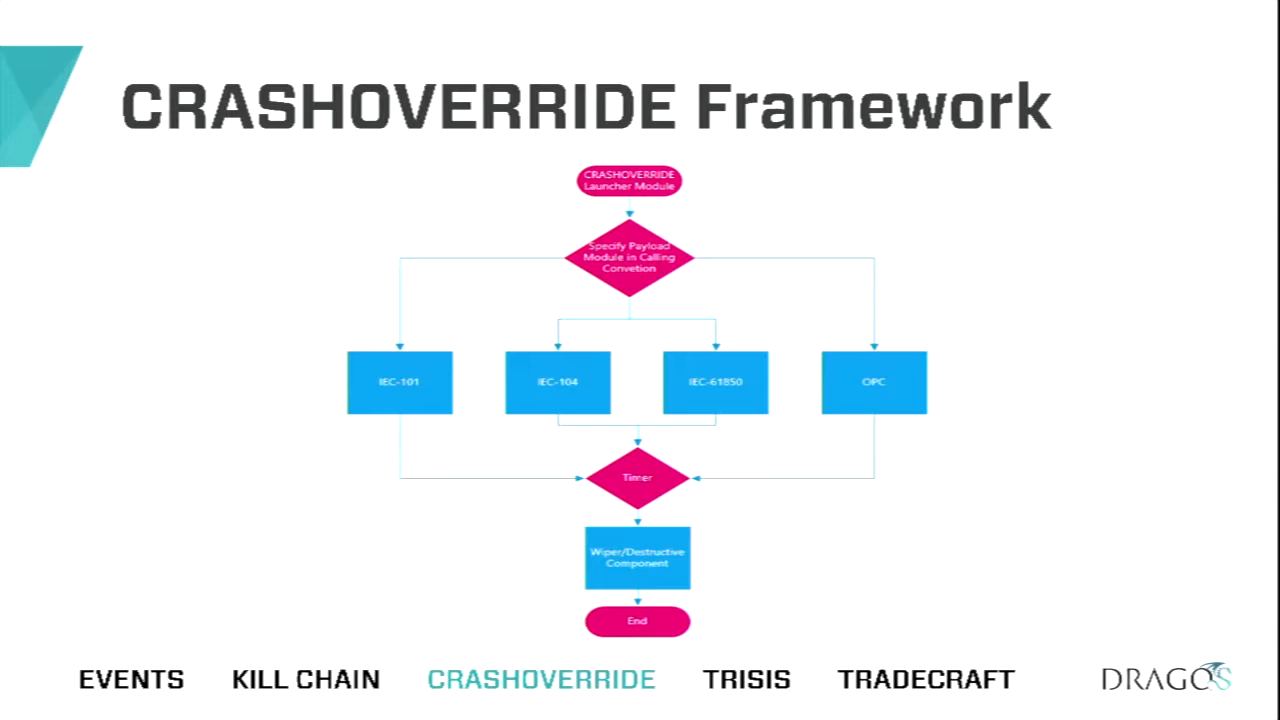 CRASHOVERRIDE Framework
CRASHOVERRIDE
Launcher Module
Specify Payload
Module in Calling
Convetion
IEC-101
IEC-104
IEC-61850
OPC
Timer
Wiper/Destructive
Component
End
EVENTS KILL CHAIN CRASHOVERRIDE TRISIS TRADECRAFT
DRAGOS